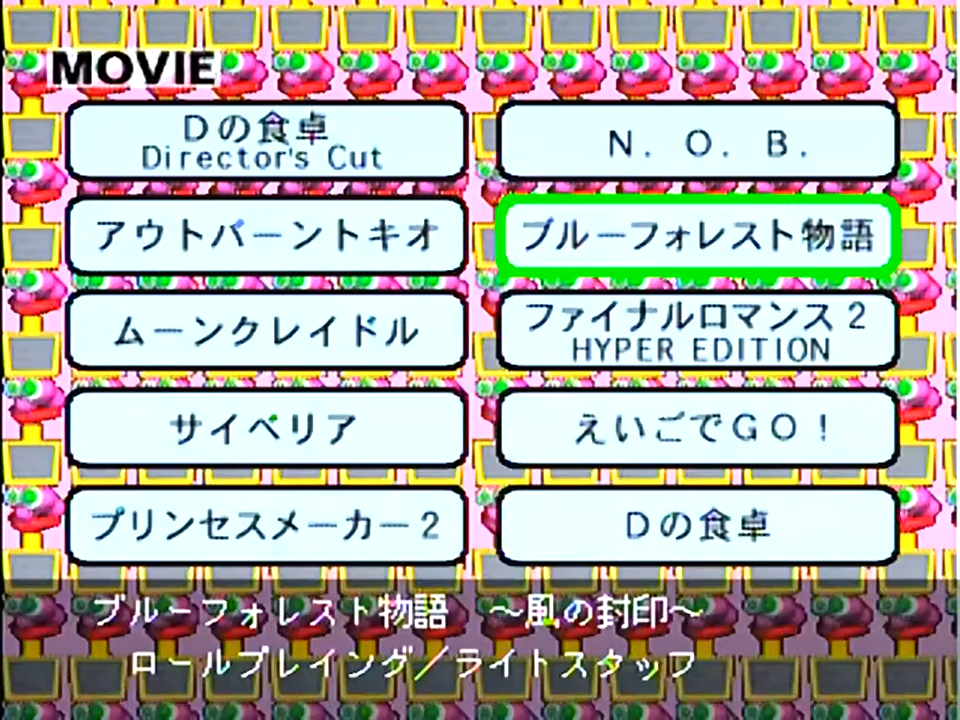 MOVIE
Dの食卓
Director's Cut
N. O. B.
アウトバーントキオ
ブルーフォレスト物語
ムーンクレイドル
ファイナルロマンス2
HYPER EDITION
サイベリア
えいごでGO!
プリンセスメーカー2
Dの食卓
ブルーフォレスト物語 ～風の封印～
ロールプレイング/ライトスタッフ